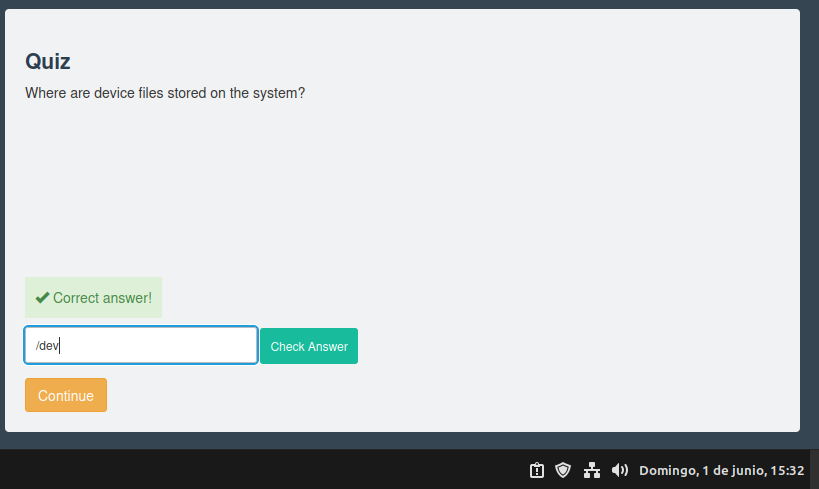 Quiz
Where are device files stored on the system?
Correct answer!
/dev
Check Answer
Continue
Domingo, 1 de junio, 15:32